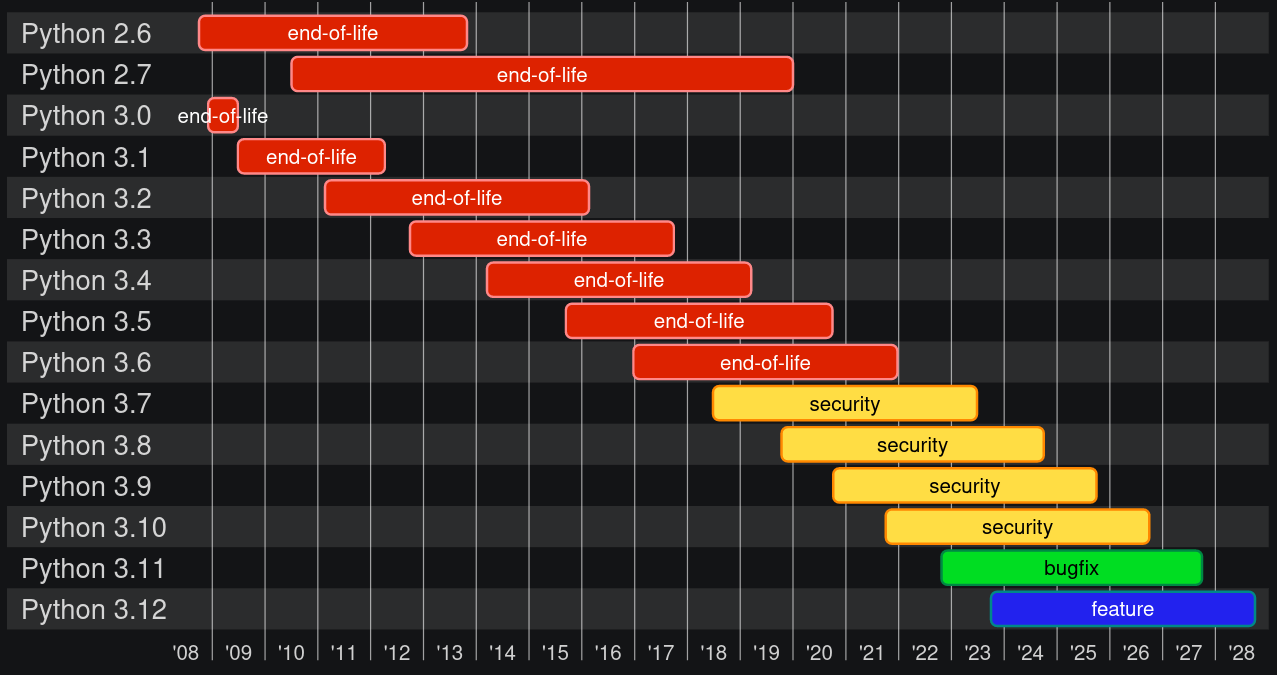 Python 2.6 end-of-life
Python 2.7 end-of-life
Python 3.0 end-of-life
Python 3.1 end-of-life
Python 3.2 end-of-life
Python 3.3 end-of-life
Python 3.4 end-of-life
Python 3.5 end-of-life
Python 3.6 end-of-life
Python 3.7 security
Python 3.8 security
Python 3.9 security
Python 3.10 security
Python 3.11 bugfix
Python 3.12 feature
'08 '09 '10 '11 '12 '13 '14 '15 '16 '17 '18 '19 '20 '21 '22 '23 '24 '25 '26 '27 '28